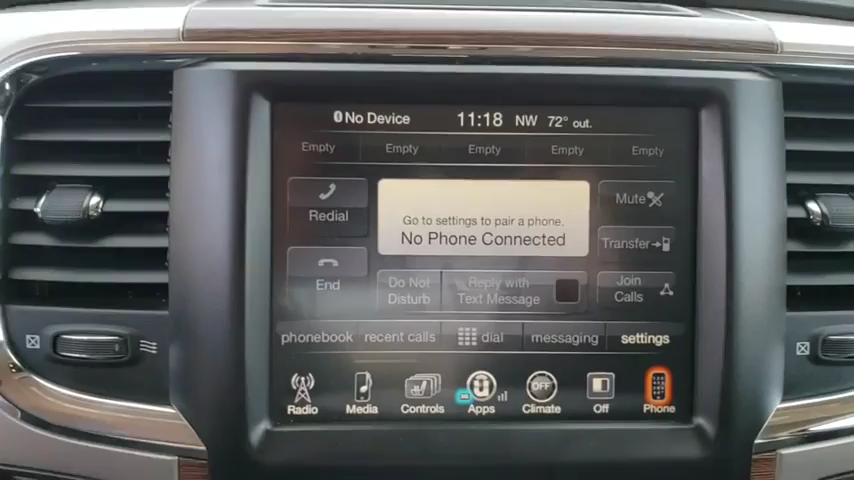 No Device 11:18 NW 72° out.
Empty Empty Empty Empty Empty
Redial
Go to settings to pair a phone.
No Phone Connected
Mute
Transfer
End
Do Not
Disturb
Reply with
Text Message
Join
Calls
phonebook recent calls dial messaging settings
OFF
Radio Media Controls Apps Climate Off Phone